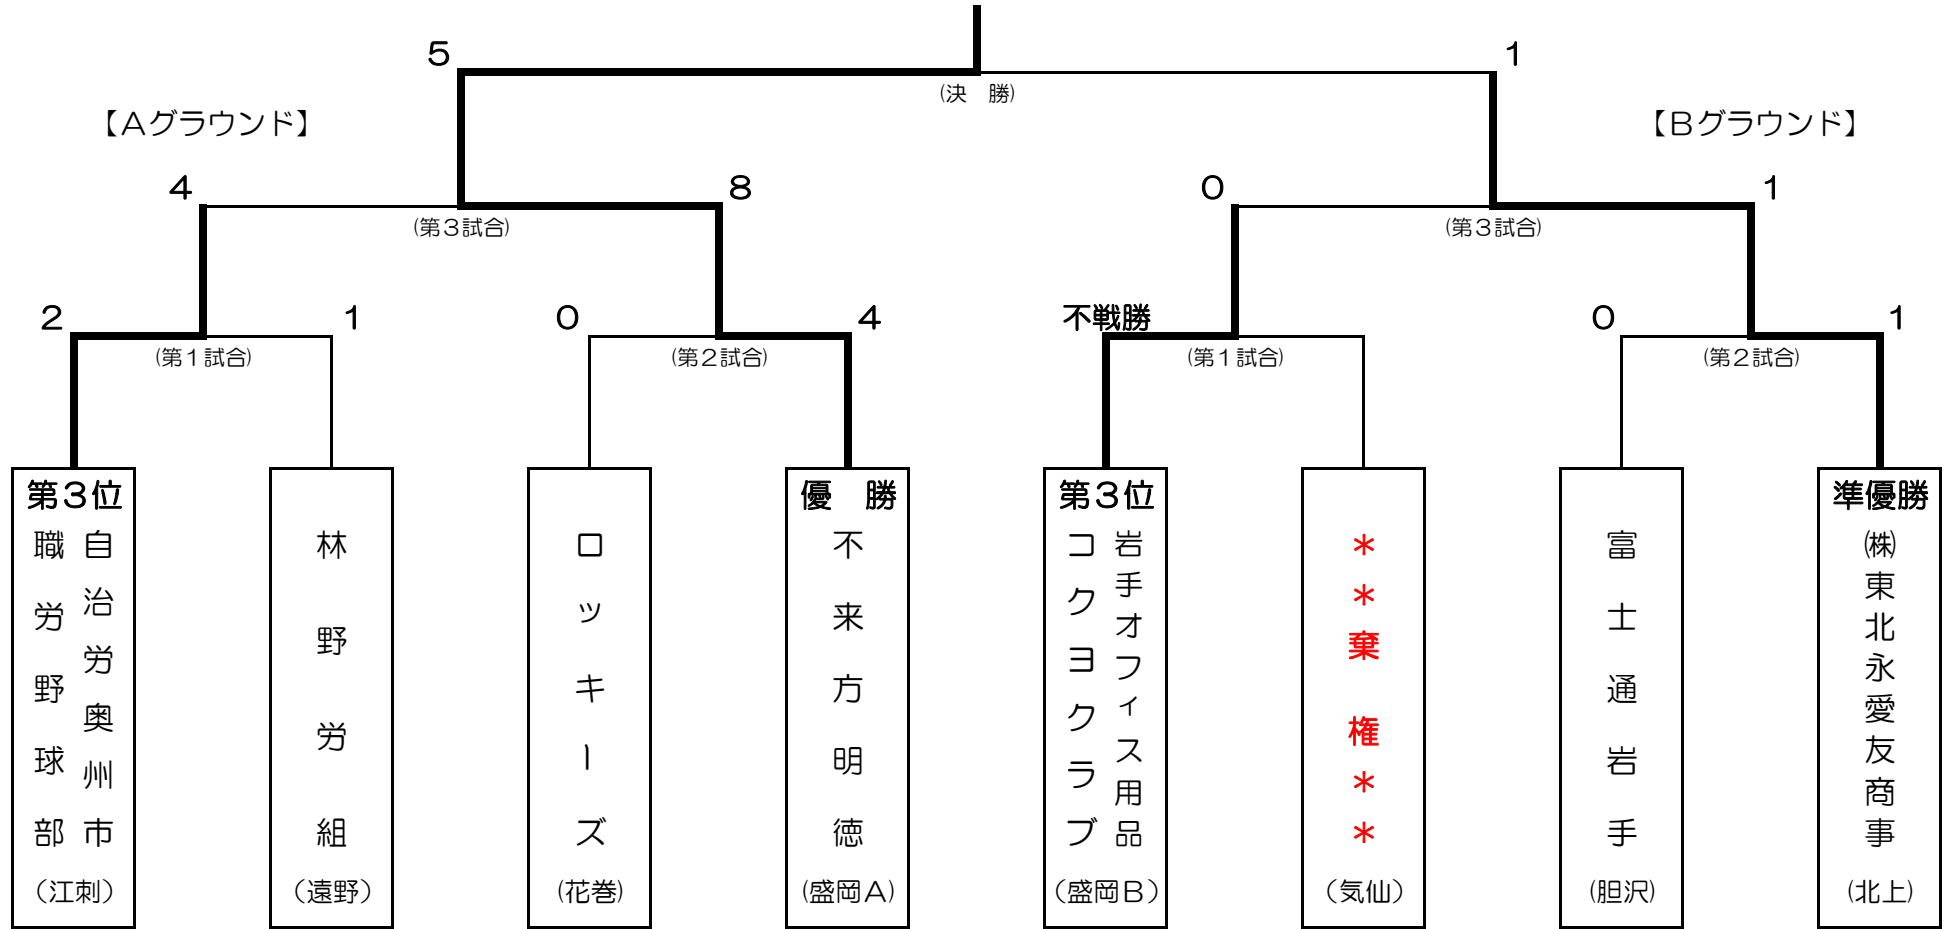 5
1
(決　勝)
【Aグラウンド】
【Bグラウンド】
4
8
0
1
(第3試合)
(第3試合)
2
1
0
4
不戦勝
0
1
(第1試合)
(第2試合)
(第1試合)
(第2試合)
第3位
自治労奥州市
職労野球部
(江刺)
林野労組
(遠野)
ロッキーズ
(花巻)
優　勝
不来方明徳
(盛岡A)
第3位
岩手オフィス用品
コクヨクラブ
(盛岡B)
＊＊棄権＊＊
(気仙)
富士通岩手
(胆沢)
準優勝
㈱東北永愛友商事
(北上)